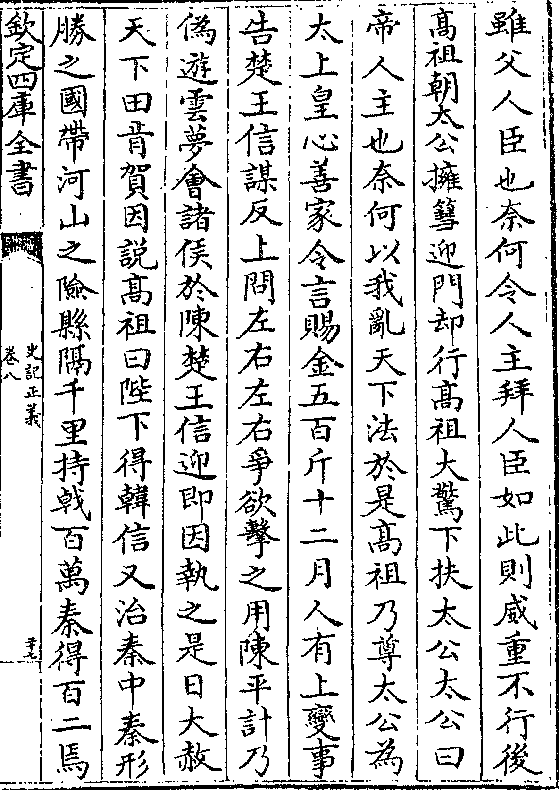 雖父人臣也奈何令人主拜人臣如此則威重不行後
髙祖朝太公擁篲迎門却行髙祖大驚下扶太公太公曰
帝人主也奈何以我亂天下法於是髙祖乃尊太公為
太上皇心善家令言賜金五百斤十二月人有上變事
告楚王信謀反上問左右左右爭欲擊之用陳平計乃
偽遊雲夢會諸侯於陳楚王信迎即因執之是日大赦
天下田肯賀因說髙祖曰陛下得韓信又治秦中秦形
勝之國帶河山之險縣隔千里持戟百萬秦得百二焉
欽定四庫全書
史記正義
卷八